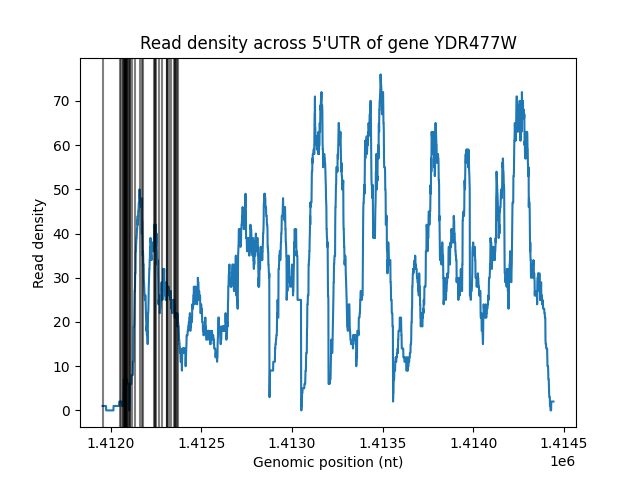 Read density across 5'UTR of gene YDR477W
70
60
50
40
30
20
10
0
Read density
1.4120 1.4125 1.4130 1.4135 1.4140 1.4145
1e6
Genomic position (nt)